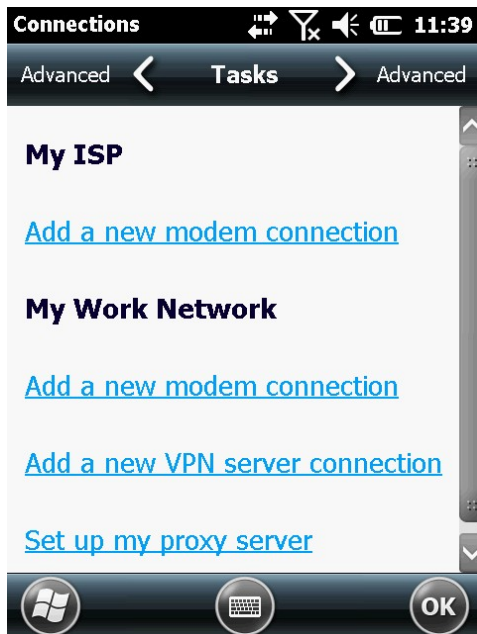 Connections 11:39
Advanced Tasks Advanced
My ISP
Add a new modem connection
My Work Network
Add a new modem connection
Add a new VPN server connection
Set up my proxy server
OK